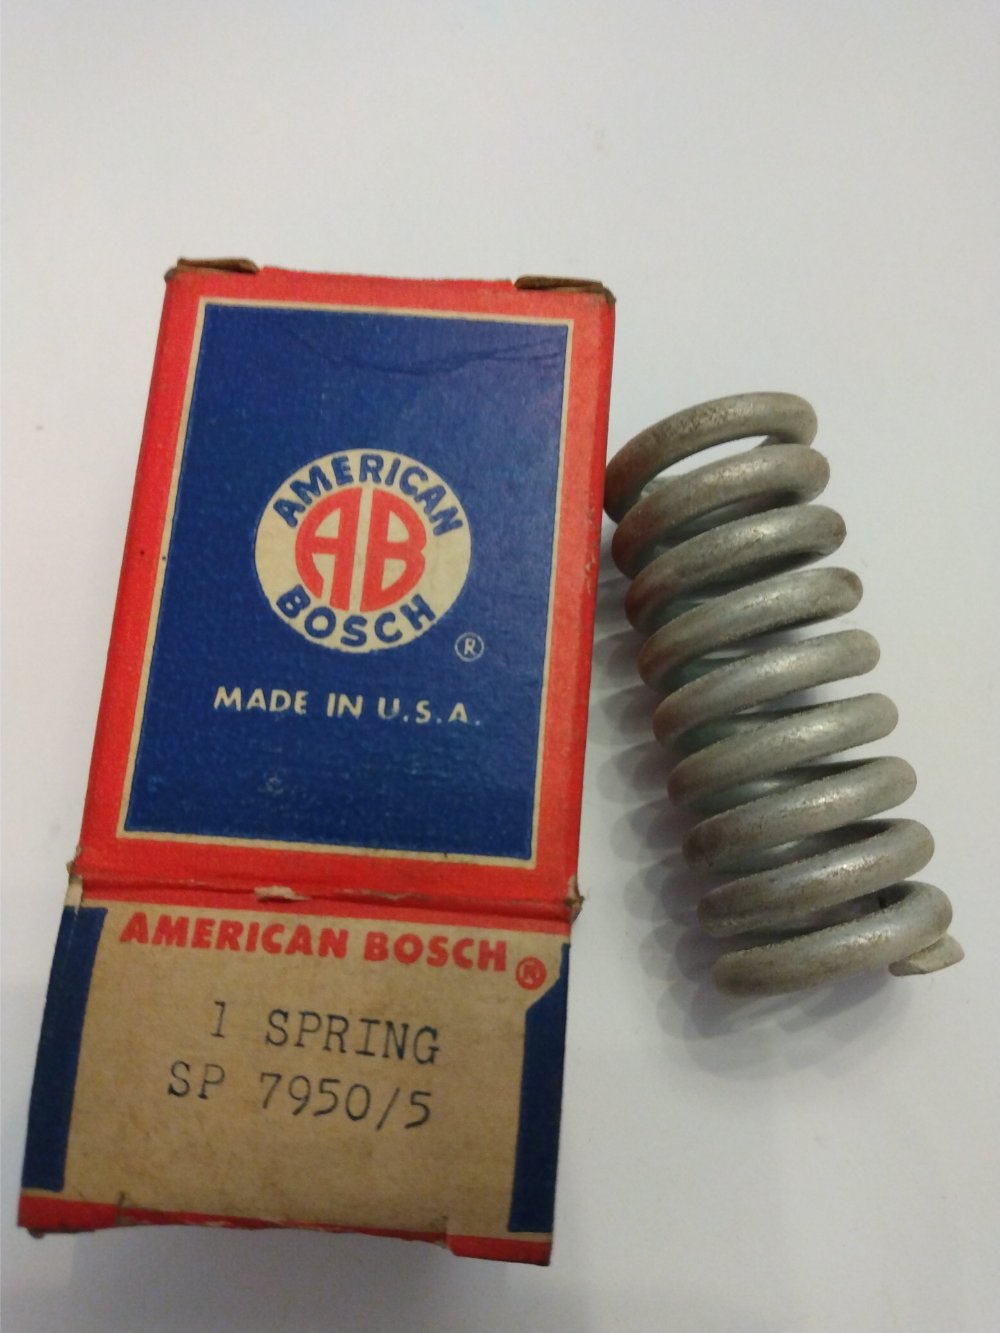 AMERICAN
AB
BOSCH
®
MADE IN U.S.A.
AMERICAN BOSCH ®
1 SPRING
SP 7950/5